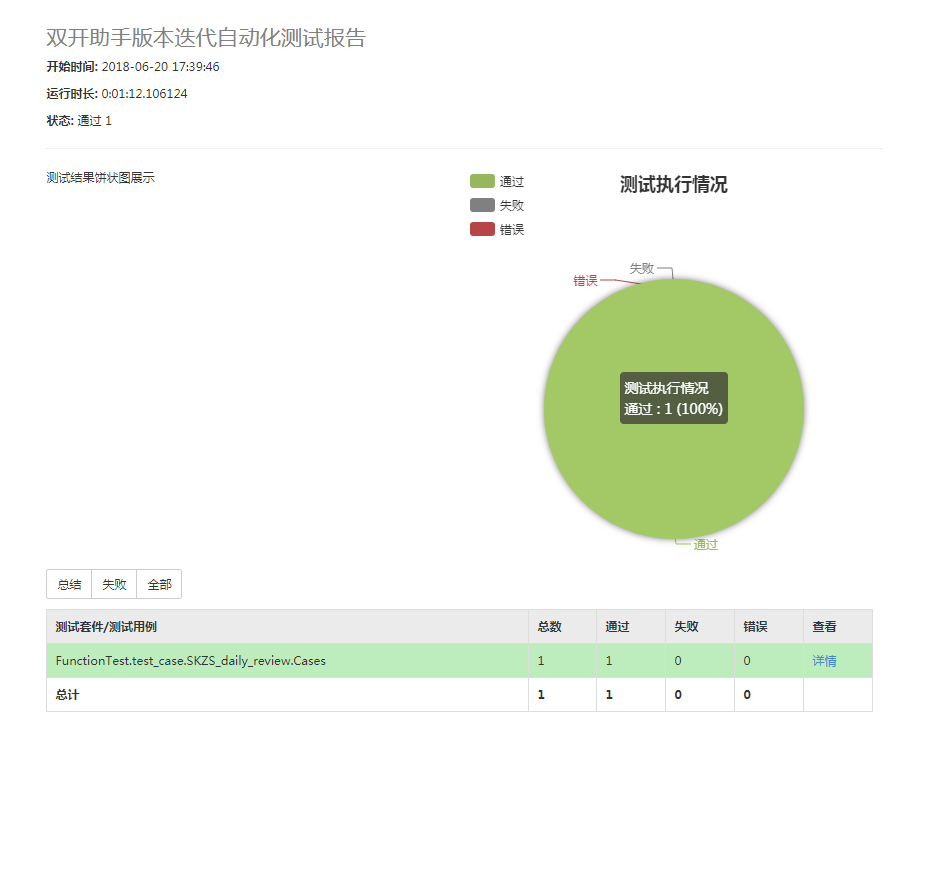 双开助手版本迭代自动化测试报告
开始时间: 2018-06-20 17:39:46
运行时长: 0:01:12.106124
状态: 通过 1
测试结果饼状图展示
通过
失败
错误
测试执行情况
失败
错误
测试执行情况
通过 : 1 (100%)
通过
总结 失败 全部
测试套件/测试用例 总数 通过 失败 错误 查看
FunctionTest.test_case.SKZS_daily_review.Cases 1 1 0 0 详情
总计 1 1 0 0